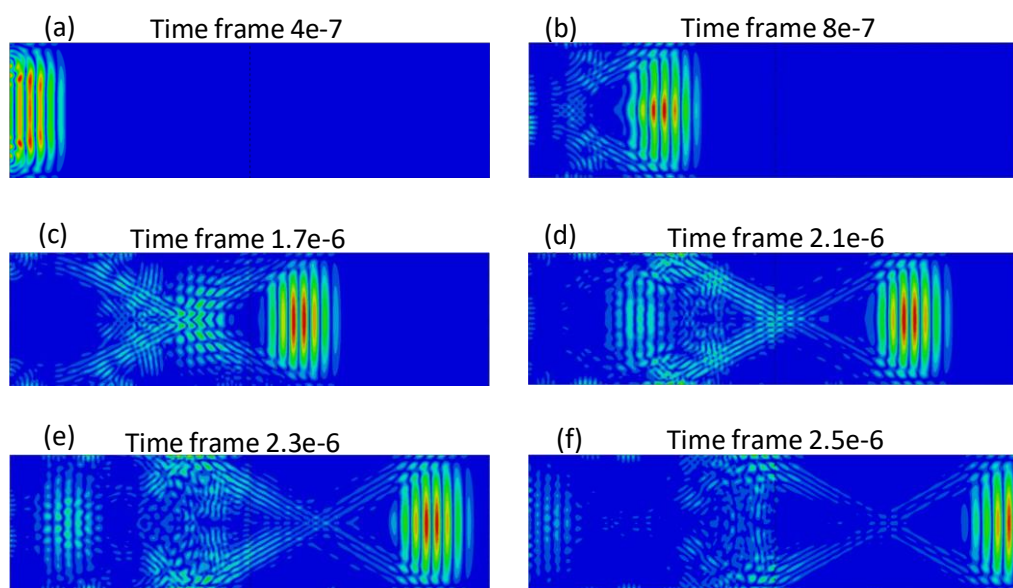 (a) Time frame 4e-7
(b) Time frame 8e-7
(c) Time frame 1.7e-6
(d) Time frame 2.1e-6
(e) Time frame 2.3e-6
(f) Time frame 2.5e-6